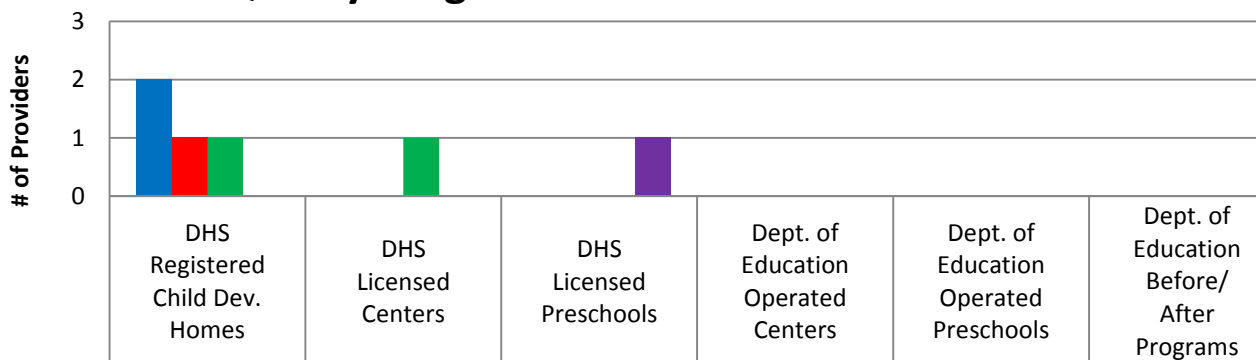 3
2
1
0
# of Providers
DHS
Registered
Child Dev.
Homes
DHS
Licensed
Centers
DHS
Licensed
Preschools
Dept. of
Education
Operated
Centers
Dept. of
Education
Operated
Preschools
Dept. of
Education
Before/
After
Programs